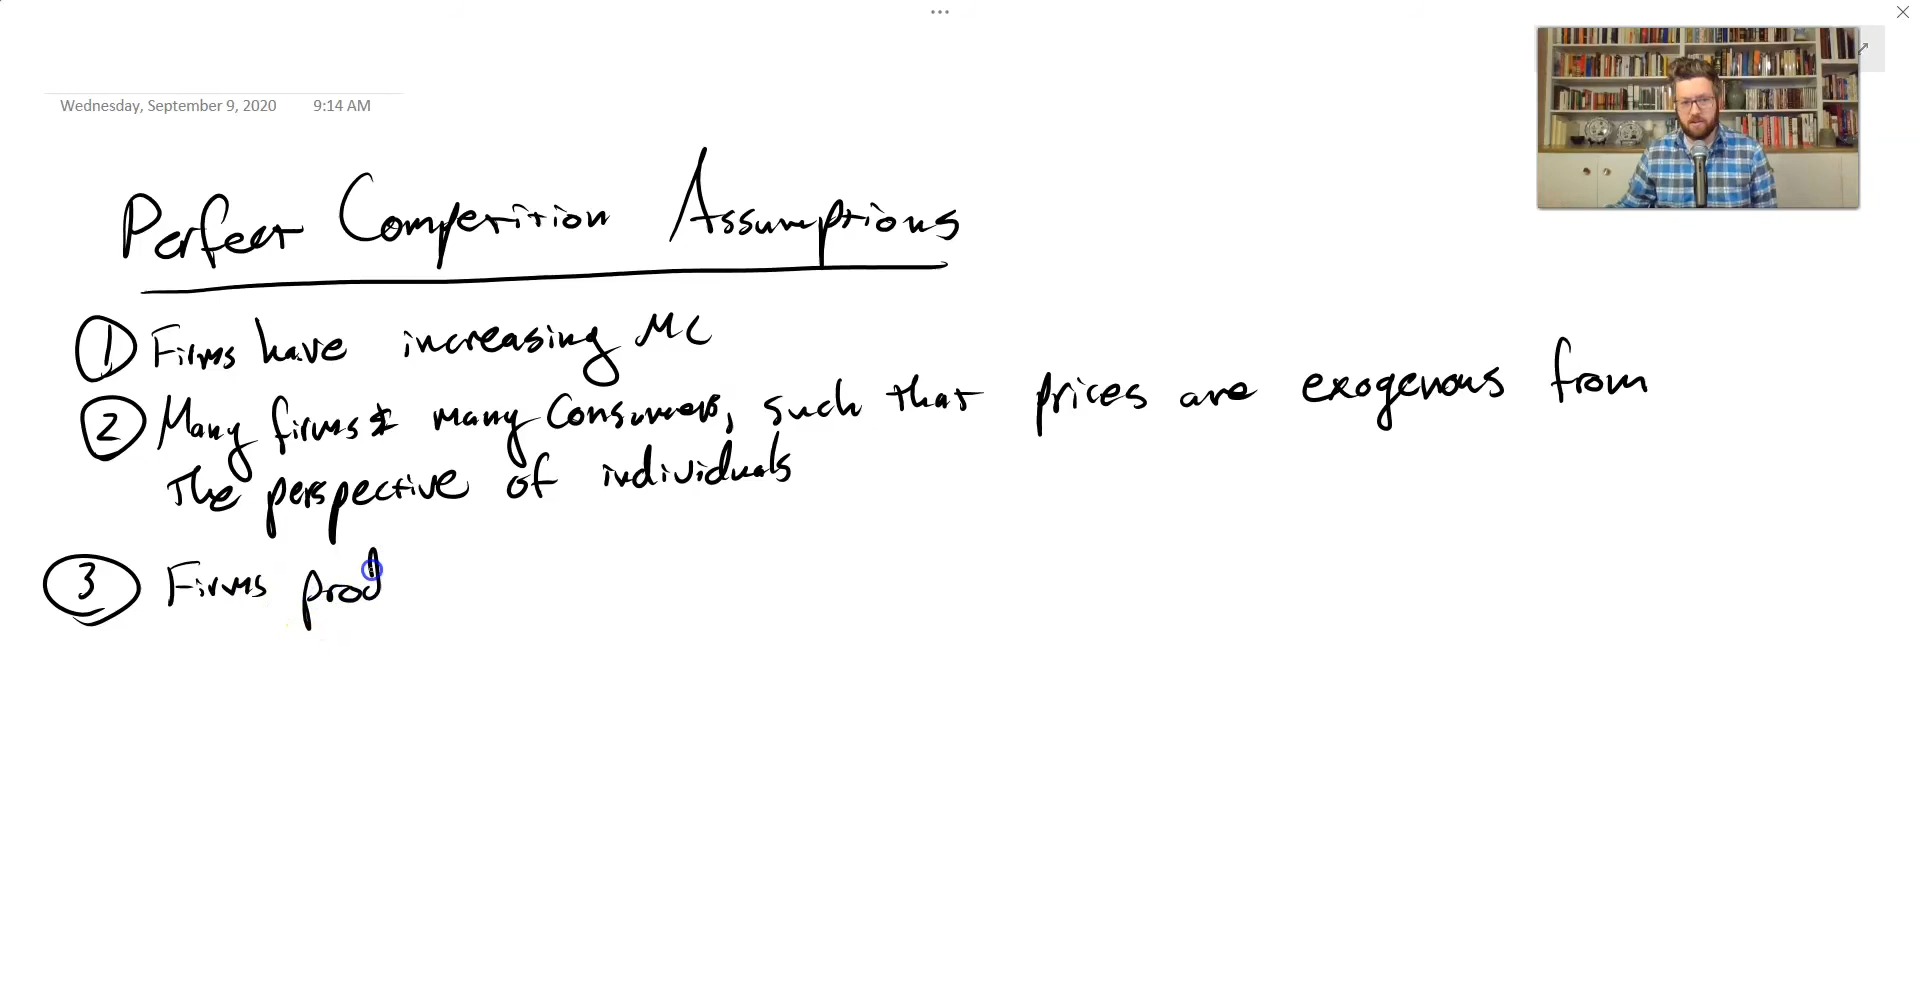 Wednesday, September 9, 2020 9:14 AM
Perfect Competition Assumptions
1 Firms have increasing MC
2 Many firms & many Consumers, such that prices are exogenous from
the perspective of individuals
3 Firms prod